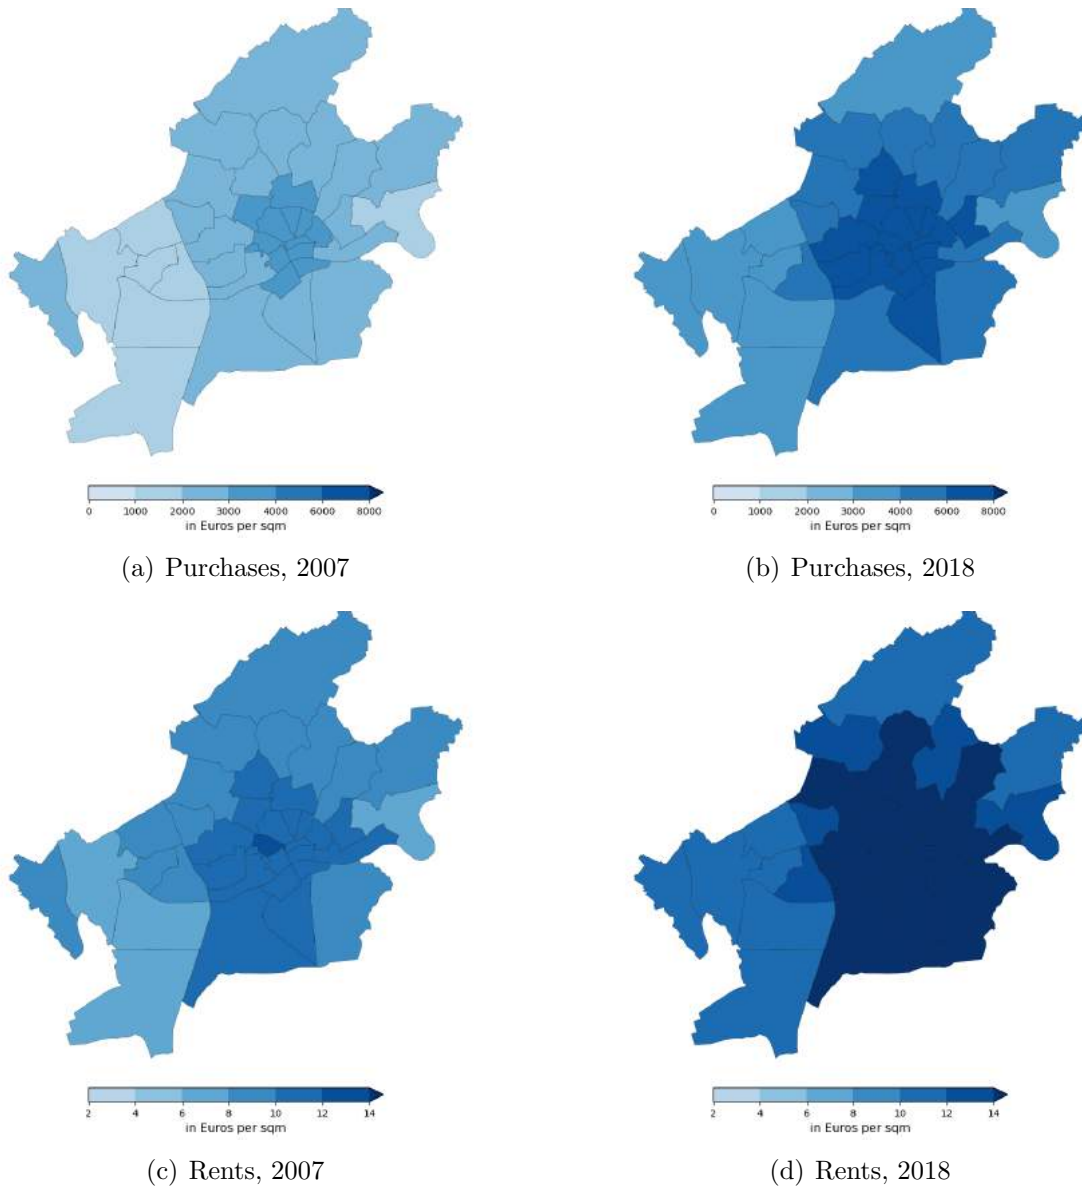 0 1000 2000 3000 4000 6000 8000
in Euros per sqm
0 1000 2000 3000 4000 6000 8000
in Euros per sqm
(a) Purchases, 2007
(b) Purchases, 2018
2 4 6 8 10 12 14
in Euros per sqm
2 4 6 8 10 12 14
in Euros per sqm
(c) Rents, 2007
(d) Rents, 2018